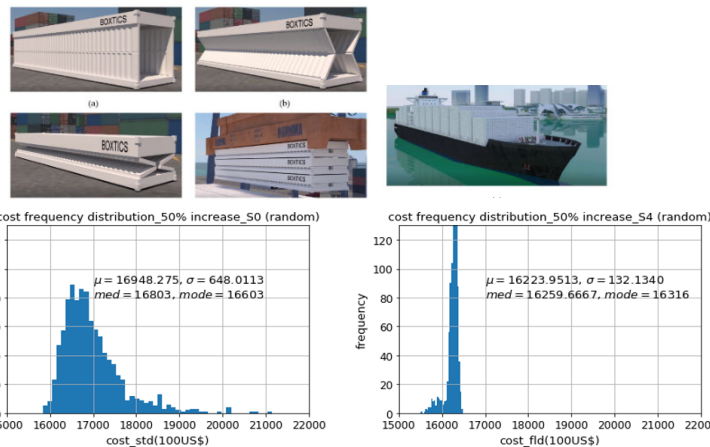 BOXTICS
BOXTICS
(a)
(b)
BOXTICS
BOXTICS
BOXTICS
BOXTICS
cost frequency distribution_50% increase_S0 (random)
μ = 16948.275, σ = 648.0113
med = 16803, mode = 16603
16000 17000 18000 19000 20000 21000 22000
cost_std(100US$)
cost frequency distribution_50% increase_S4 (random)
120
100
80
60
40
20
0
frequency
μ = 16223.9513, σ = 132.1340
med = 16259.6667, mode = 16316
15000 16000 17000 18000 19000 20000 21000 22000
cost_fld(100US$)